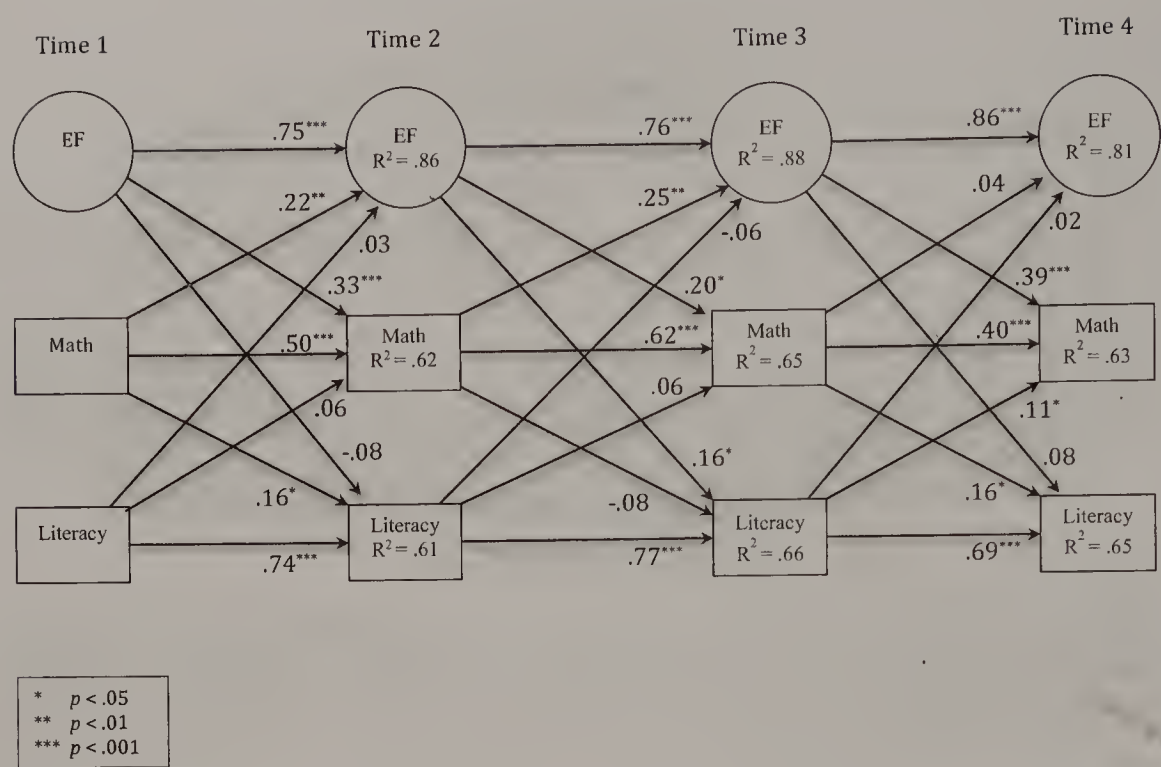 Time 1
Time 2
Time 3
Time 4
EF
.75***
EF
R² = .86
.76***
EF
R² = .88
.86***
EF
R² = .81
.22**
.03
.33***
.25**
-.06
.20*
.04
.02
.39***
Math
.50***
Math
R² = .62
.62***
Math
R² = .65
.40***
Math
R² = .63
.06
-.08
.16*
.06
.16*
-.08
.11*
.08
.16*
Literacy
.74***
Literacy
R² = .61
.77***
Literacy
R² = .66
.69***
Literacy
R² = .65
* p < .05
** p < .01
*** p < .001